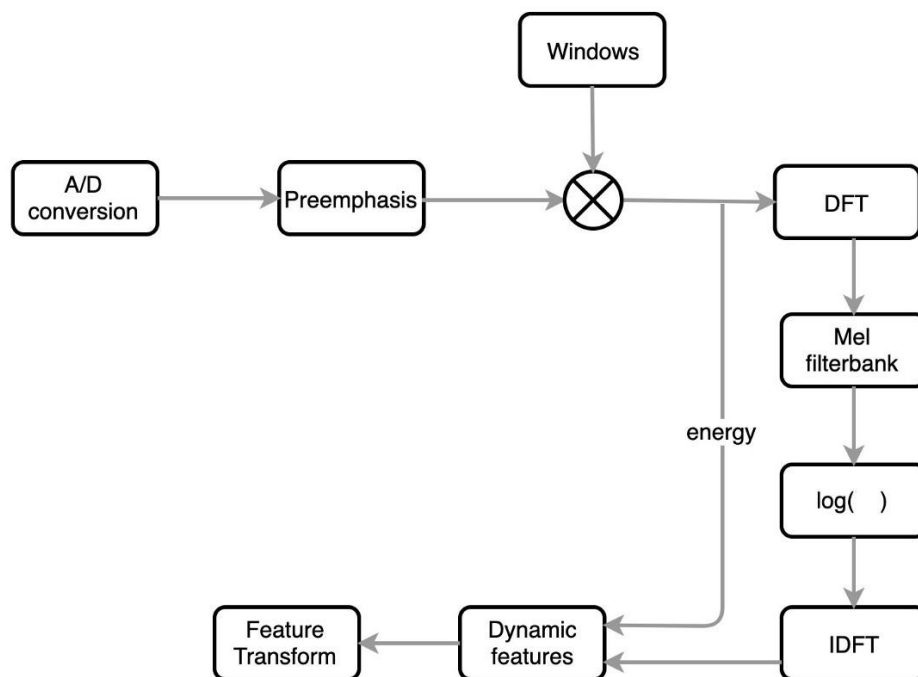 Windows
A/D
conversion
Preemphasis
DFT
Mel
filterbank
energy
log( )
Feature
Transform
Dynamic
features
IDFT